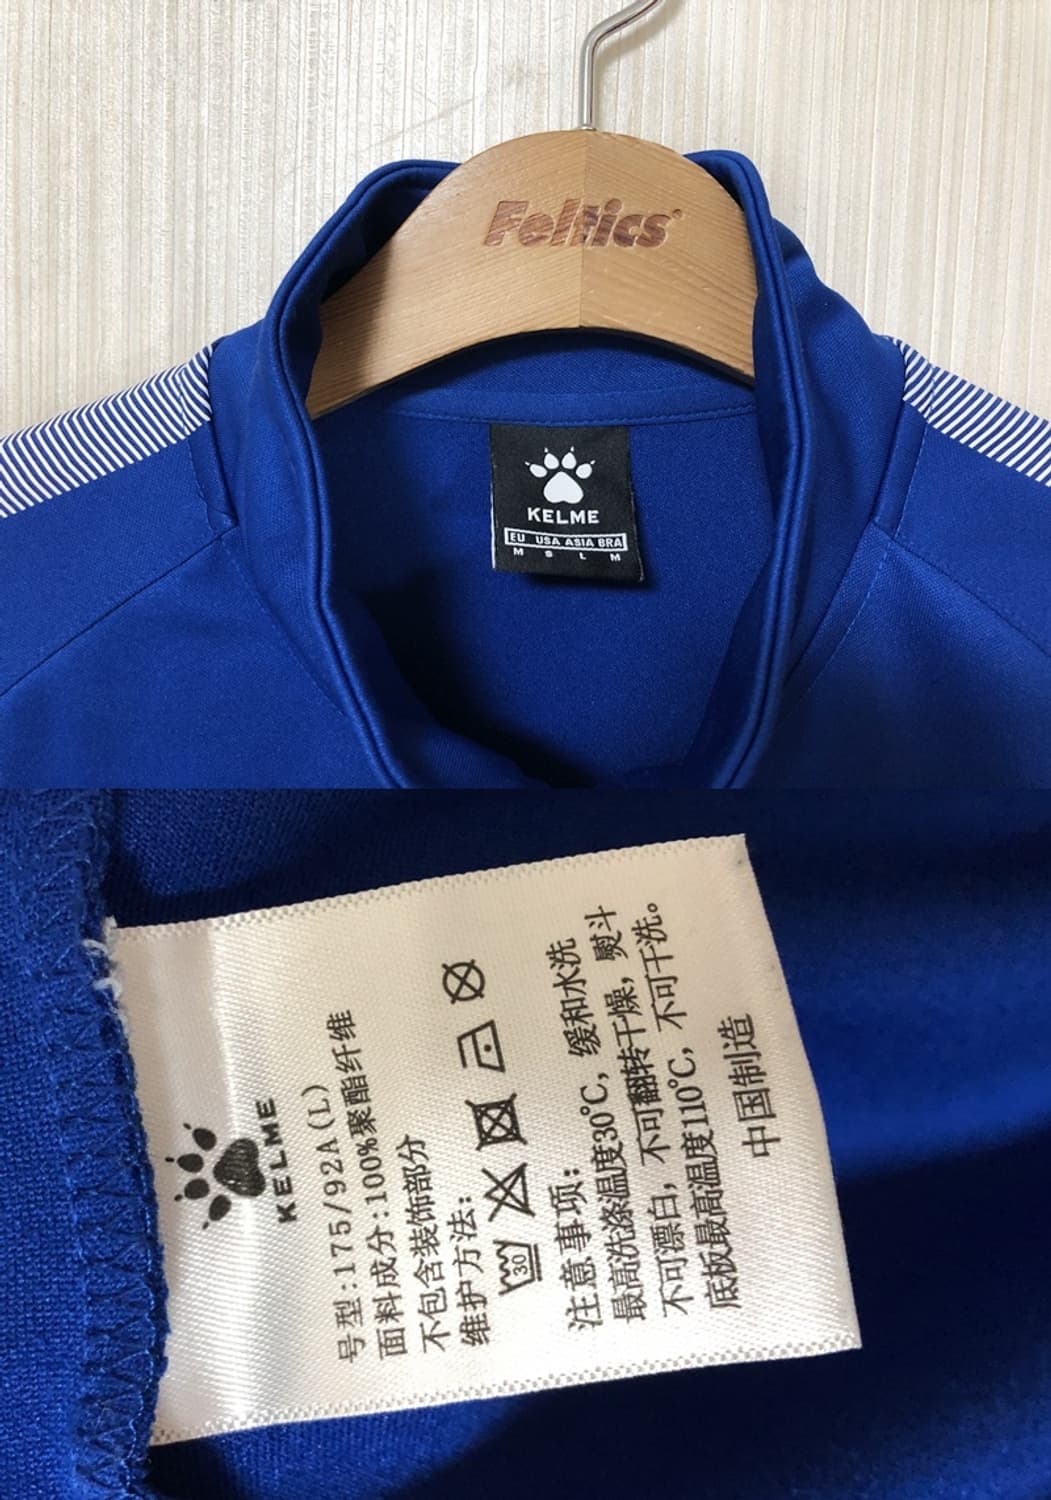 Feltics
KELME
EU USA ASIA BRA
M S L M
KELME
号型:175/92A(L)
面料成分:100%聚酯纤维
不包含装饰部分
维护方法:
30
注意事项:
最高洗涤温度30℃, 缓和水洗
不可漂白, 不可翻转干燥, 熨斗
底板最高温度110℃, 不可干洗。
中国制造